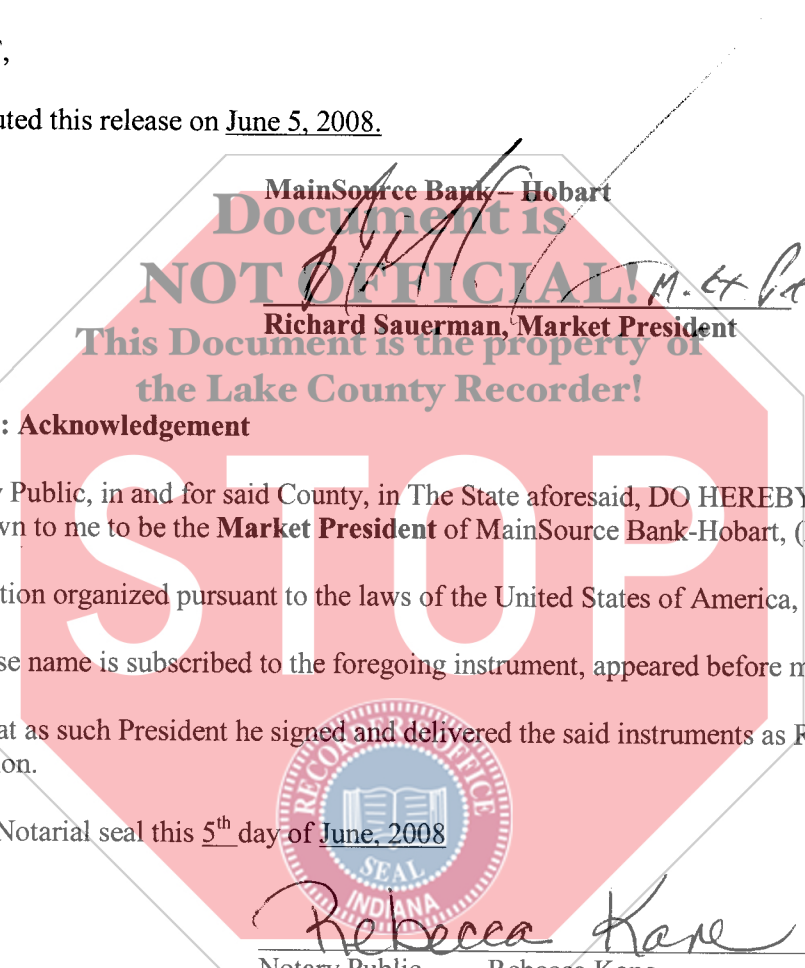 ,
uted this release on June 5, 2008.
MainSource Bank – Hobart
Document is
NOT OFFICIAL!
Richard Sauerman, Market President
This Document is the property of
the Lake County Recorder!
: Acknowledgement
Public, in and for said County, in The State aforesaid, DO HEREBY
wn to me to be the Market President of MainSource Bank-Hobart, (
tion organized pursuant to the laws of the United States of America,
STOP
se name is subscribed to the foregoing instrument, appeared before m
at as such President he signed and delivered the said instruments as
on.
RECORDER'S OFFICE
SEAL
INDIANA
Notarial seal this 5th day of June, 2008
Rebecca Kane
Notary Public Rebecca Kane